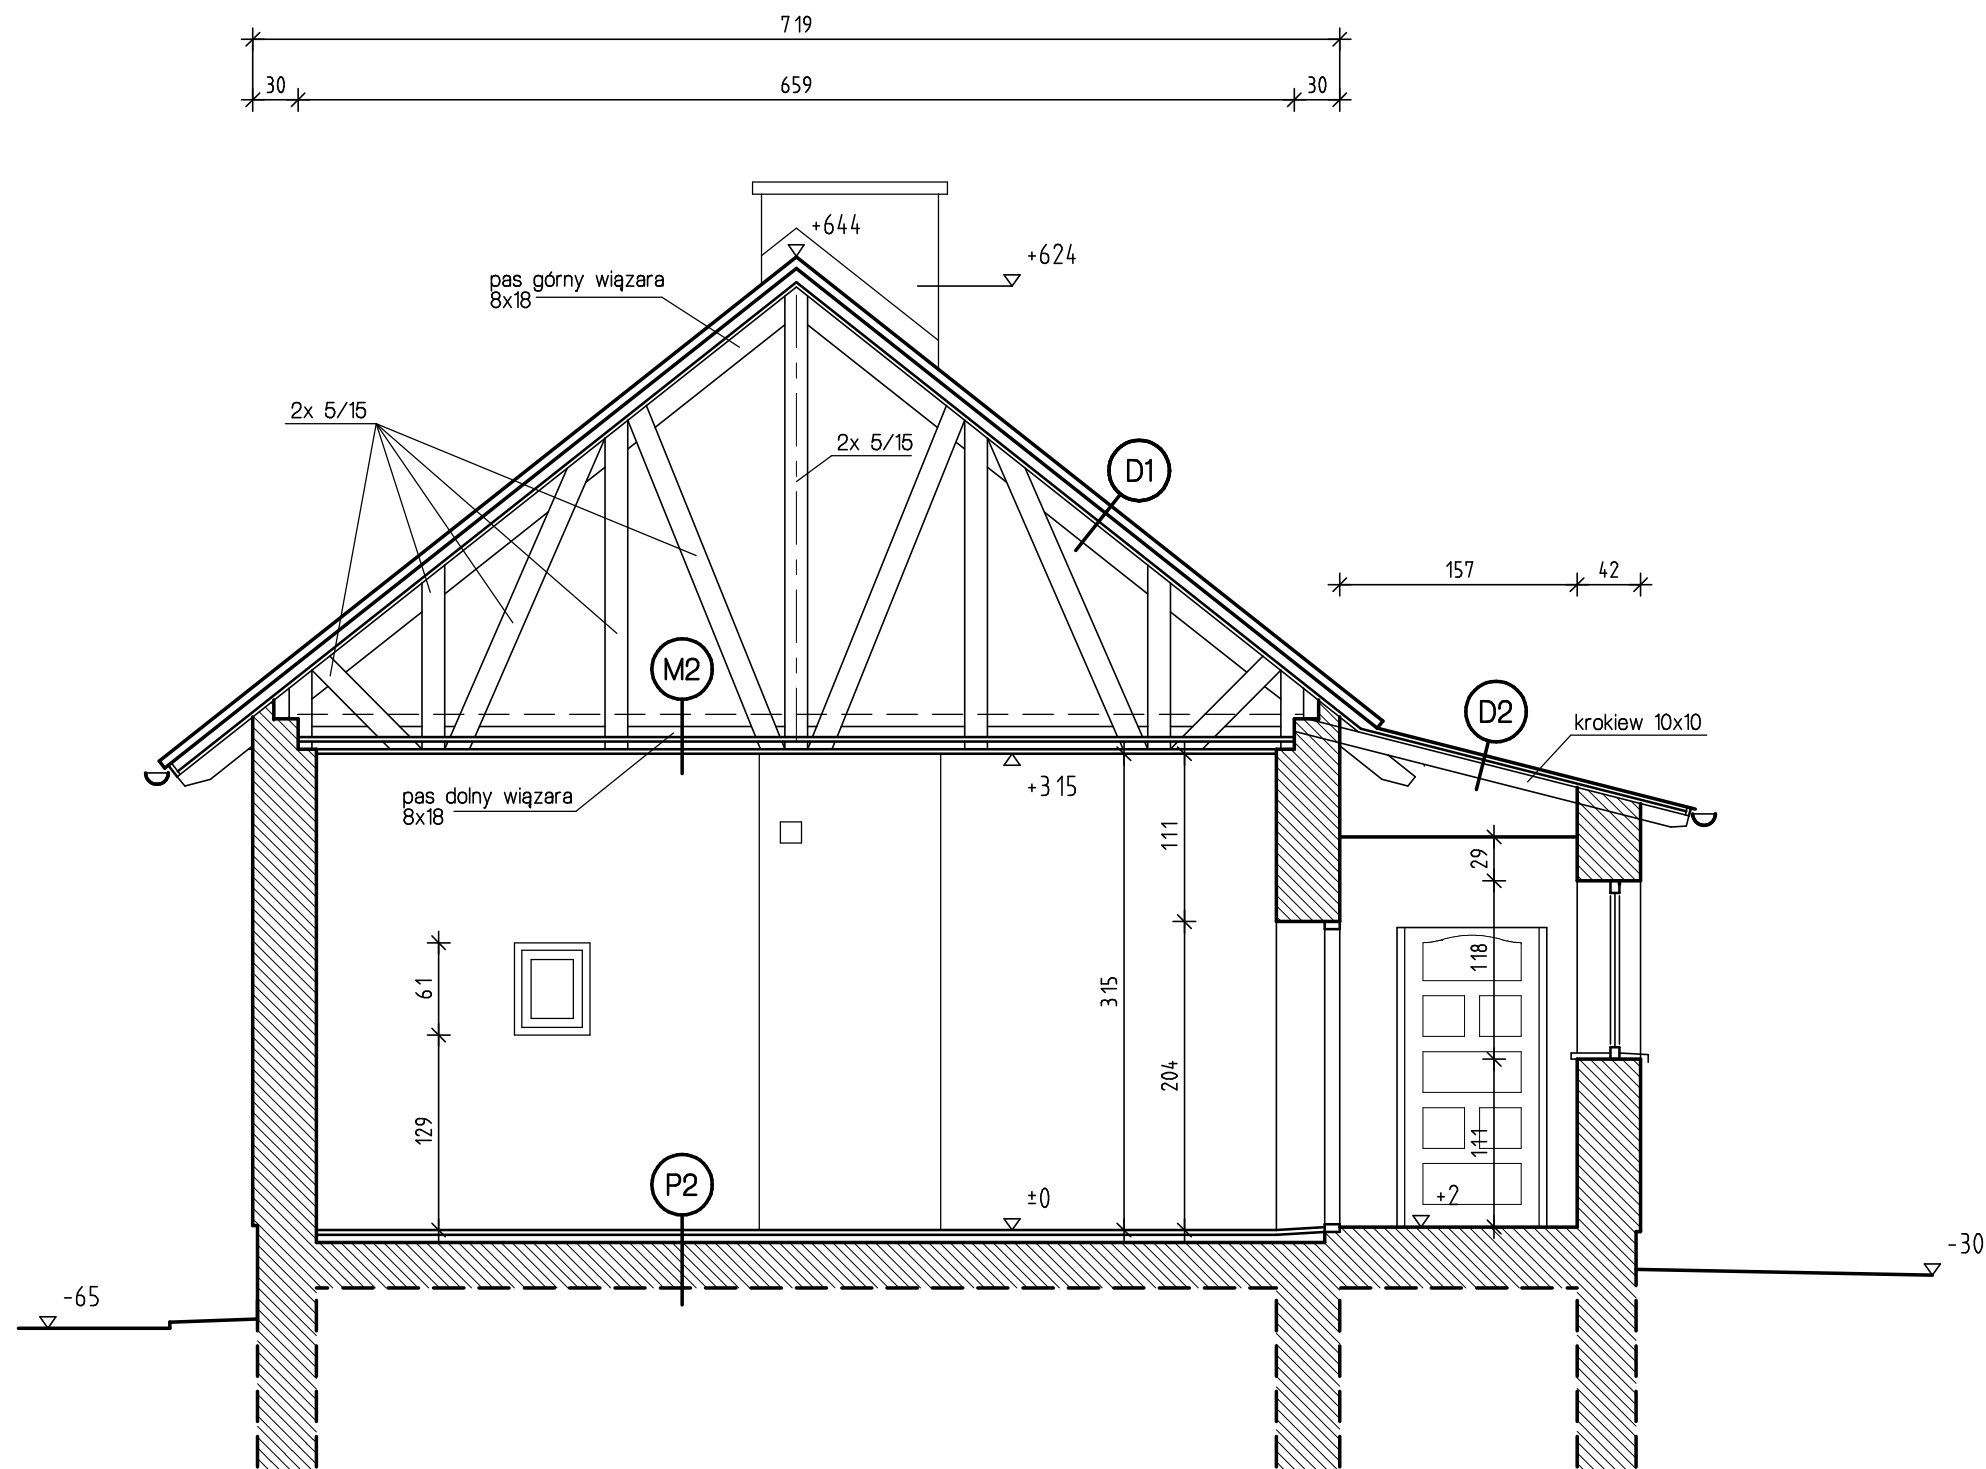 719
30
659
30
+644
+624
pas górny wiązara
8x18
2x 5/15
2x 5/15
D1
157
42
M2
D2
krokiew 10x10
+315
pas dolny wiązara
8x18
111
29
61
315
118
204
129
111
P2
±0
+2
-30
-65